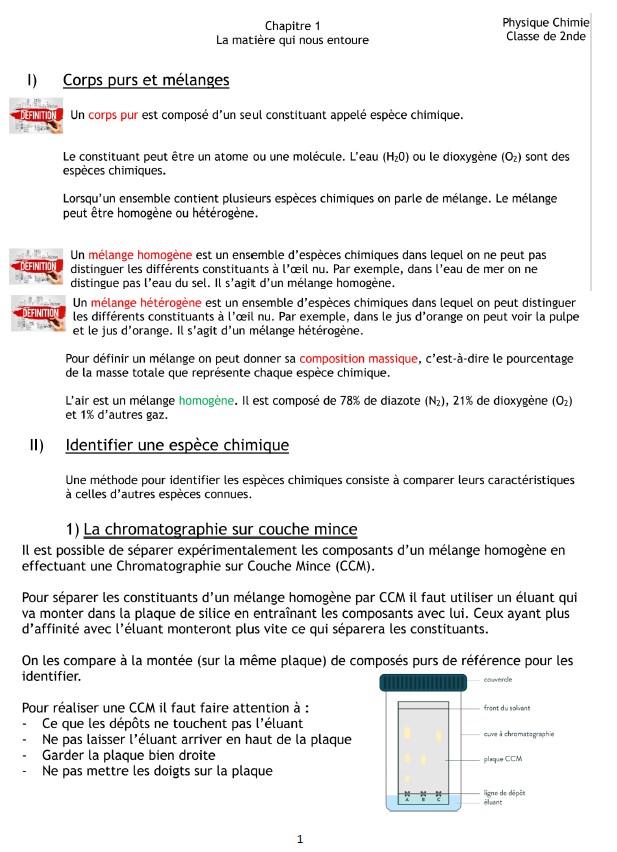 Chapitre 1
La matière qui nous entoure
Physique Chimie
Classe de 2nde
I) Corps purs et mélanges
DEFINITION
Un corps pur est composé d’un seul constituant appelé espèce chimique.
Le constituant peut être un atome ou une molécule. L’eau (H₂0) ou le dioxygène (O₂) sont des
espèces chimiques.
Lorsqu’un ensemble contient plusieurs espèces chimiques on parle de mélange. Le mélange
peut être homogène ou hétérogène.
DEFINITION
Un mélange homogène est un ensemble d’espèces chimiques dans lequel on ne peut pas
distinguer les différents constituants à l’œil nu. Par exemple, dans l’eau de mer on ne
distingue pas l’eau du sel. Il s’agit d’un mélange homogène.
DEFINITION
Un mélange hétérogène est un ensemble d’espèces chimiques dans lequel on peut distinguer
les différents constituants à l’œil nu. Par exemple, dans le jus d’orange on peut voir la pulpe
et le jus d’orange. Il s’agit d’un mélange hétérogène.
Pour définir un mélange on peut donner sa composition massique, c’est-à-dire le pourcentage
de la masse totale que représente chaque espèce chimique.
L’air est un mélange homogène. Il est composé de 78% de diazote (N₂), 21% de dioxygène (O₂)
et 1% d’autres gaz.
II) Identifier une espèce chimique
Une méthode pour identifier les espèces chimiques consiste à comparer leurs caractéristiques
à celles d’autres espèces connues.
1) La chromatographie sur couche mince
Il est possible de séparer expérimentalement les composants d’un mélange homogène en
effectuant une Chromatographie sur Couche Mince (CCM).
Pour séparer les constituants d’un mélange homogène par CCM il faut utiliser un éluant qui
va monter dans la plaque de silice en entraînant les composants avec lui. Ceux ayant plus
d’affinité avec l’éluant monteront plus vite ce qui séparera les constituants.
On les compare à la montée (sur la même plaque) de composés purs de référence pour les
identifier.
Pour réaliser une CCM il faut faire attention à :
- Ce que les dépôts ne touchent pas l’éluant
- Ne pas laisser l’éluant arriver en haut de la plaque
- Garder la plaque bien droite
- Ne pas mettre les doigts sur la plaque
couvercle
front du solvant
cuve à chromatographie
plaque CCM
ligne de dépôt
éluant
A B C
1